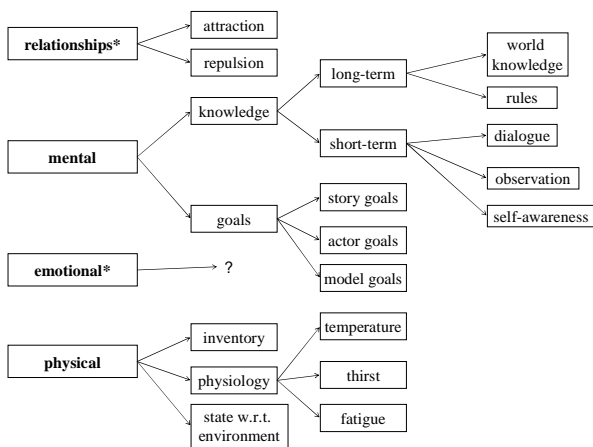 relationships*
attraction
repulsion
mental
knowledge
long-term
world
knowledge
rules
short-term
dialogue
observation
self-awareness
goals
story goals
actor goals
model goals
emotional*
?
physical
inventory
physiology
temperature
thirst
fatigue
state w.r.t.
environment